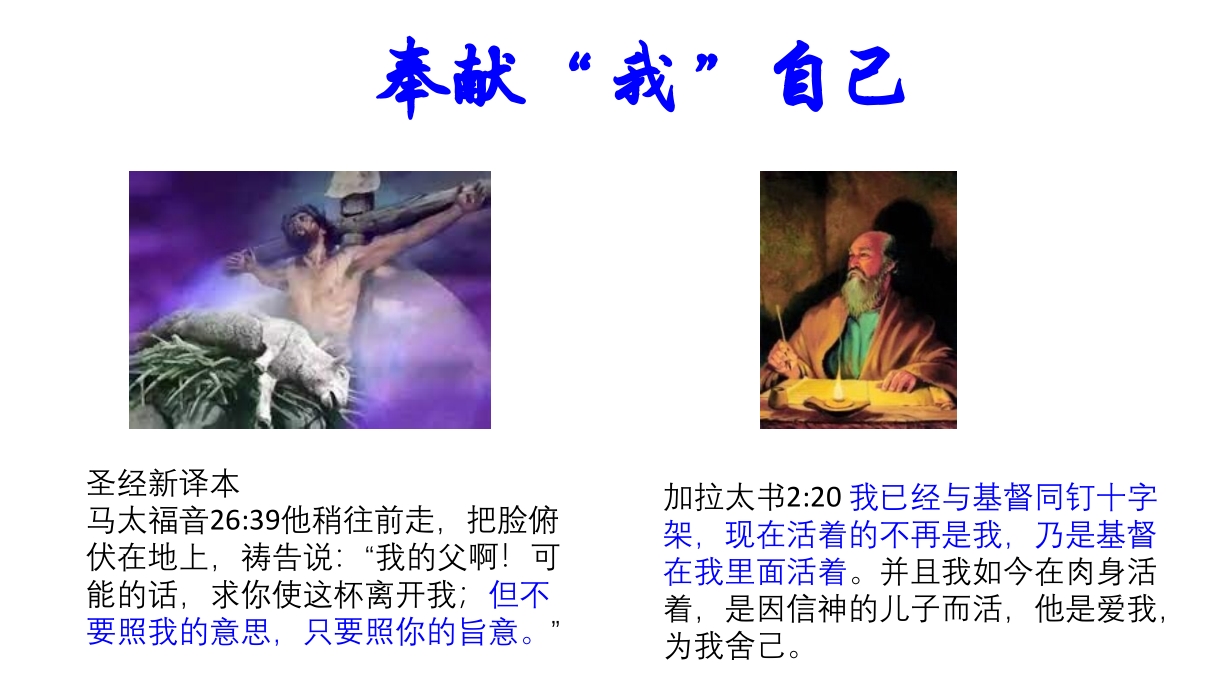 奉献“我”自己
圣经新译本
马太福音26:39他稍往前走，把脸俯
伏在地上，祷告说：“我的父啊！可
能的话，求你使这杯离开我；但不
要照我的意思，只要照你的旨意。”
加拉太书2:20 我已经与基督同钉十字
架，现在活着的不再是我，乃是基督
在我里面活着。并且我如今在肉身活
着，是因信神的儿子而活，他是爱我，
为我舍己。